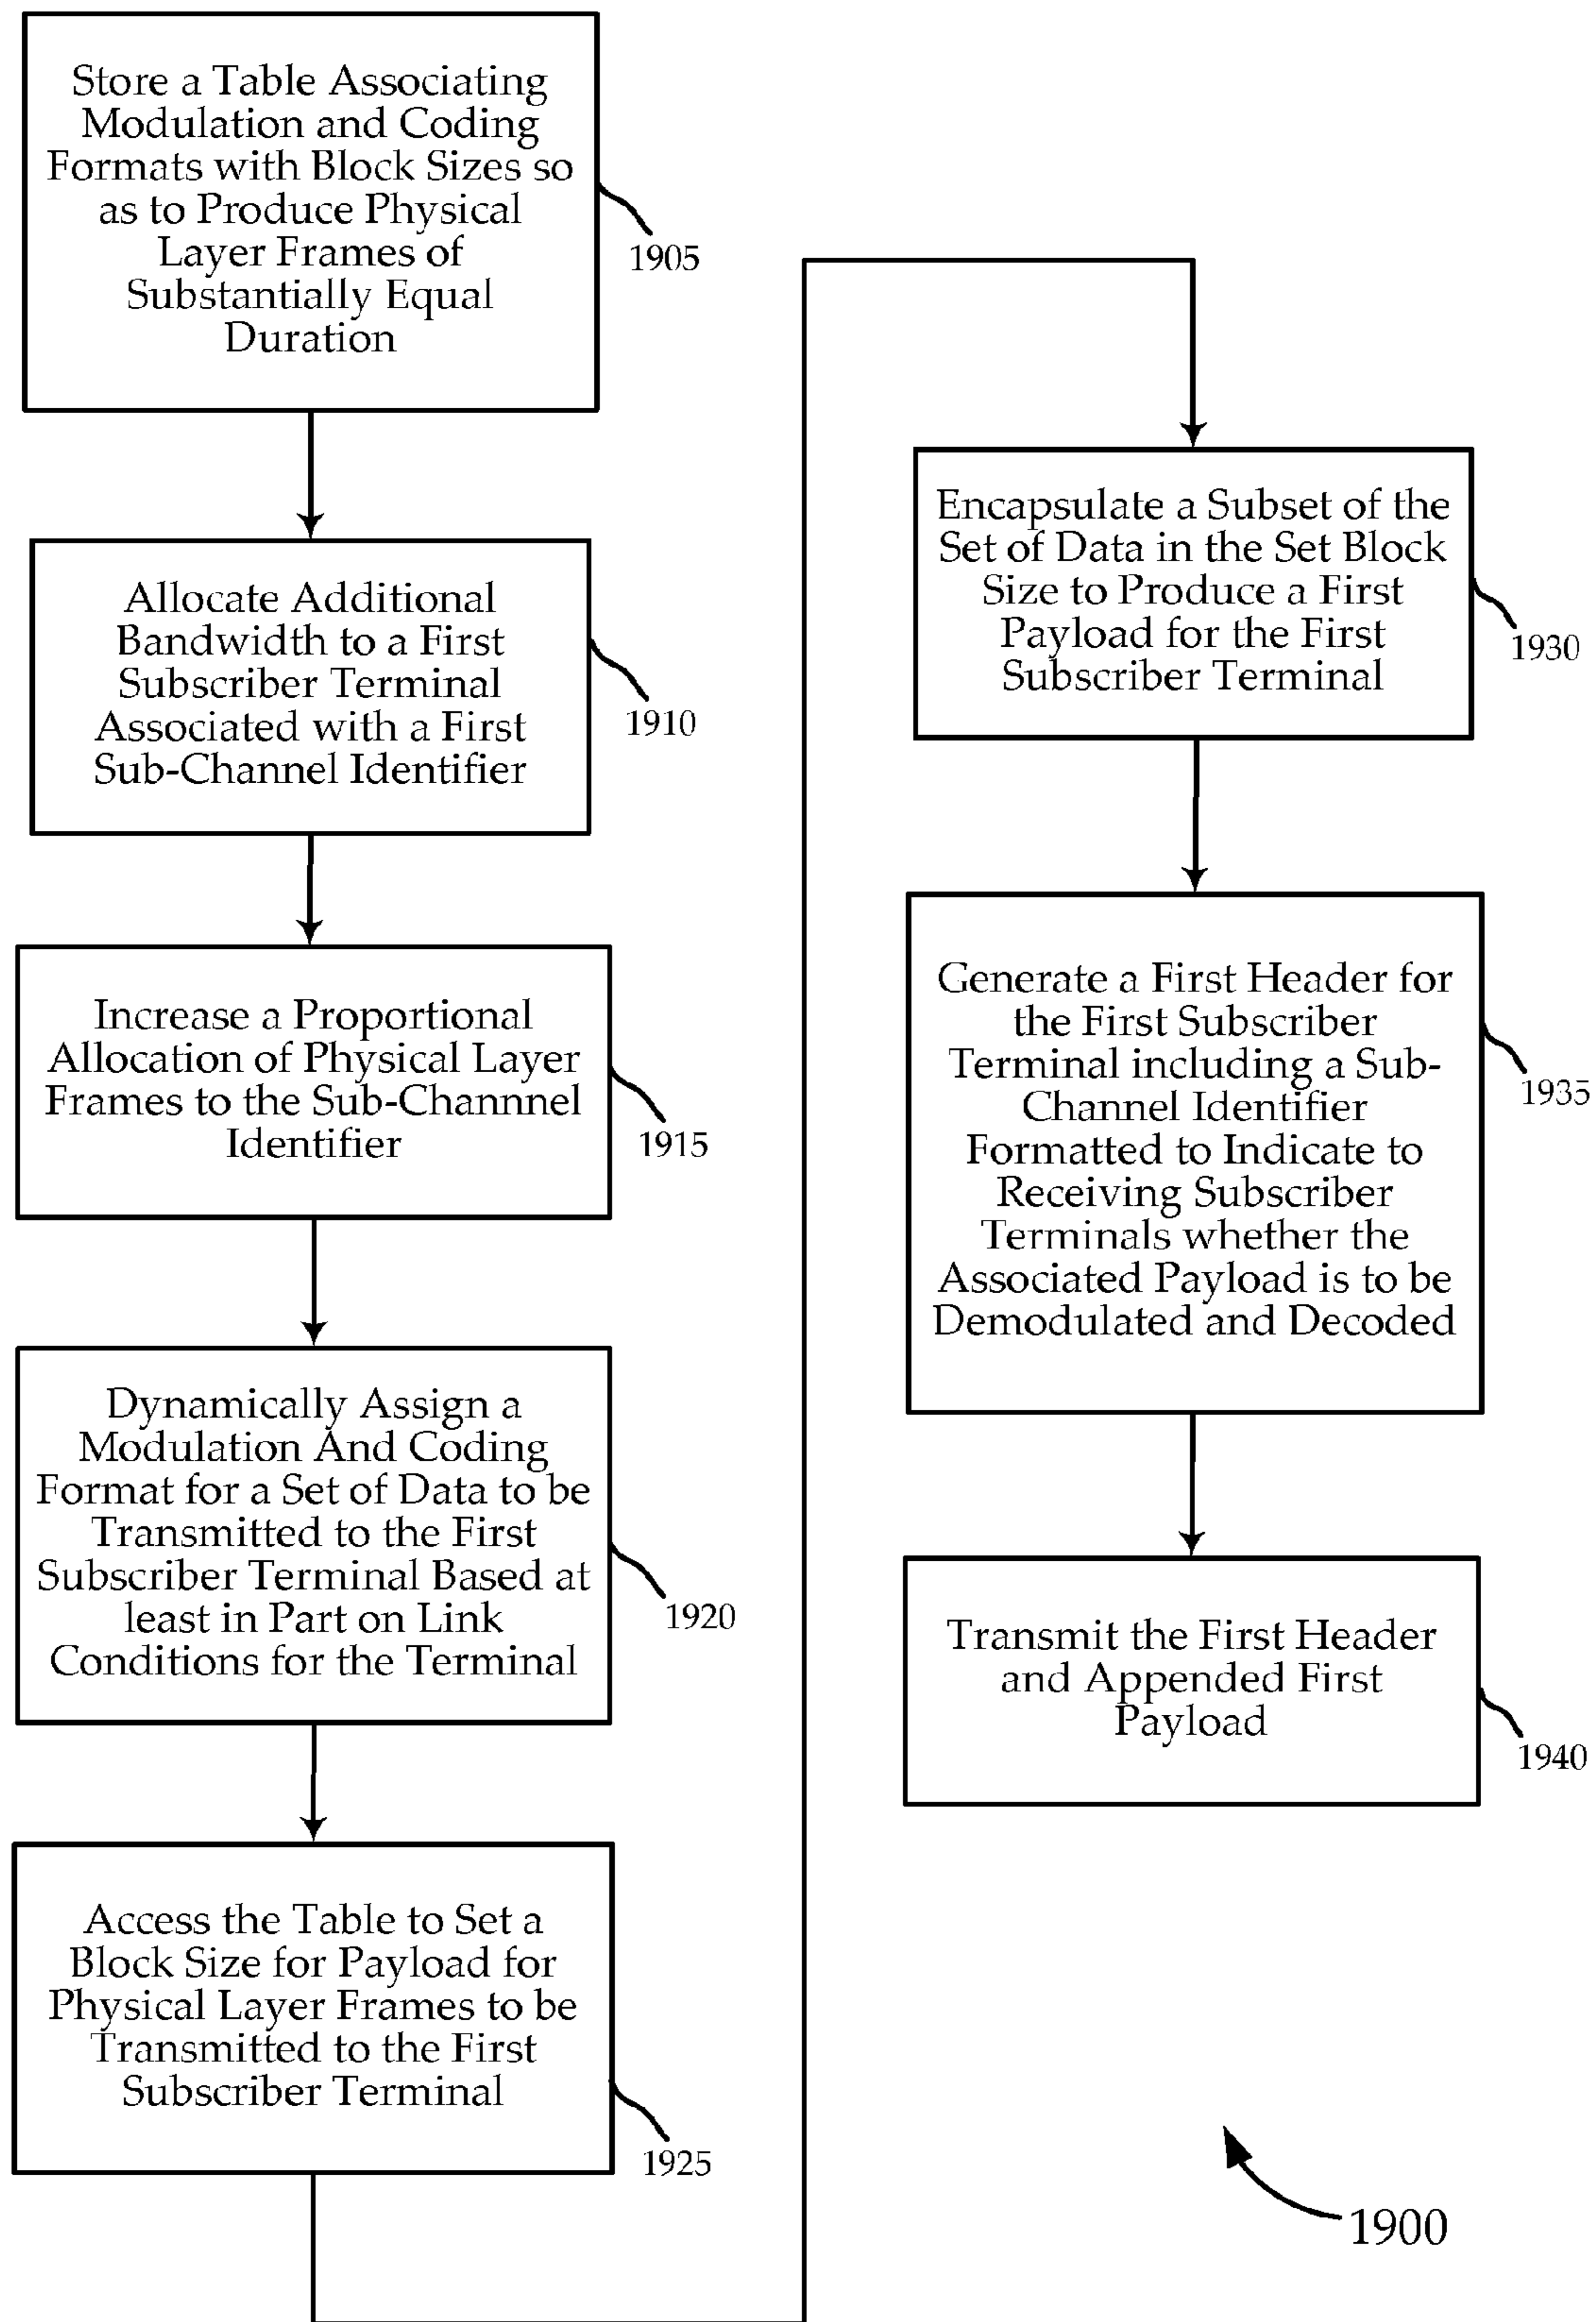 Store a Table Associating
Modulation and Coding
Formats with Block Sizes so
as to Produce Physical
Layer Frames of
Substantially Equal
Duration
1905
Allocate Additional
Bandwidth to a First
Subscriber Terminal
Associated with a First
Sub-Channel Identifier
1910
Increase a Proportional
Allocation of Physical Layer
Frames to the Sub-Channnel
Identifier
1915
Dynamically Assign a
Modulation And Coding
Format for a Set of Data to be
Transmitted to the First
Subscriber Terminal Based at
least in Part on Link
Conditions for the Terminal
1920
Access the Table to Set a
Block Size for Payload for
Physical Layer Frames to be
Transmitted to the First
Subscriber Terminal
1925
Encapsulate a Subset of the
Set of Data in the Set Block
Size to Produce a First
Payload for the First
Subscriber Terminal
1930
Generate a First Header for
the First Subscriber
Terminal including a Sub-
Channel Identifier
Formatted to Indicate to
Receiving Subscriber
Terminals whether the
Associated Payload is to be
Demodulated and Decoded
1935
Transmit the First Header
and Appended First
Payload
1940
1900